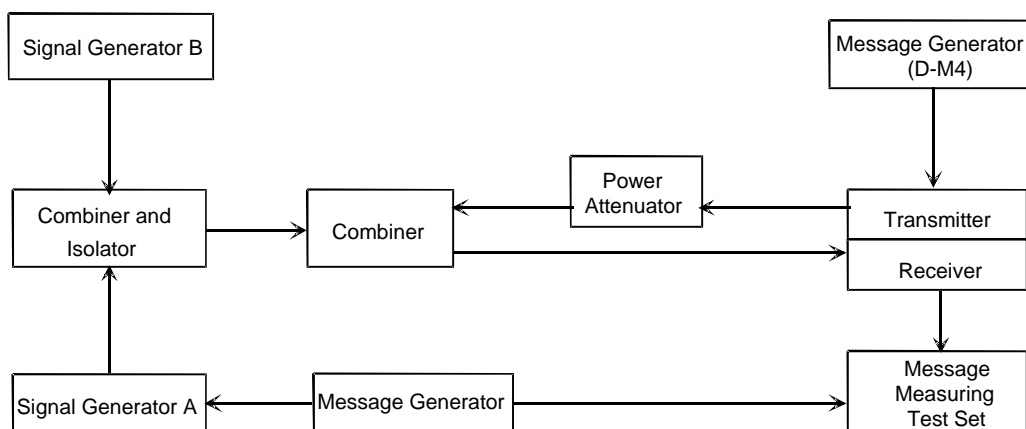 Signal Generator B
Message Generator
(D-M4)
Power
Attenuator
Combiner and
Isolator
Combiner
Transmitter
Receiver
Signal Generator A
Message Generator
Message
Measuring
Test Set